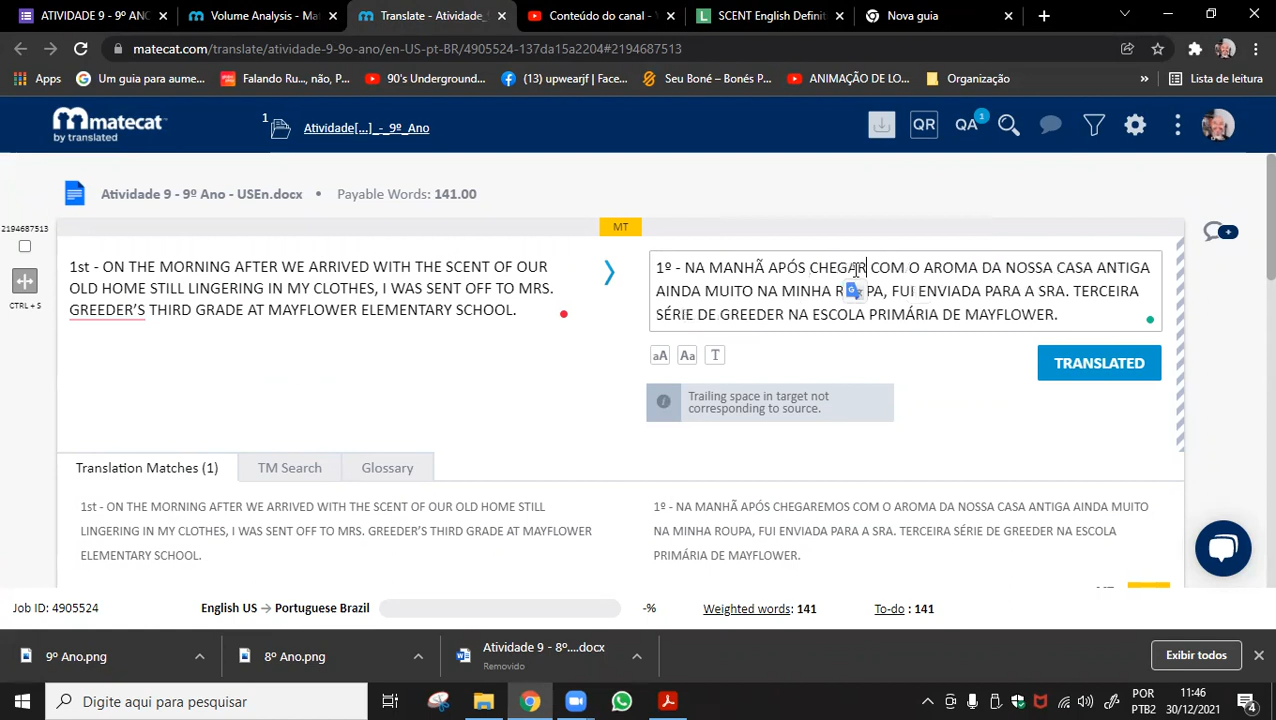 Atividade 9 - 9º ANO
Volume Analysis - Mai
Translate - Atividade_
Conteúdo do canal - Y
SCENT English Definit
Nova guia
matecat.com/translate/atividade-9-9o-ano/en-US-pt-BR/4905524-137da15a2204#2194687513
Apps
Um guia para aume...
Falando Ru..., não, P...
90's Underground...
(13) upwearjf | Face...
Seu Boné – Bonés P...
ANIMAÇÃO DE LO...
Organização
»
Lista de leitura
matecat
by translated
1
Atividade[...]_-_9º_Ano
QR
QA
1
Atividade 9 - 9º Ano - USEn.docx • Payable Words: 141.00
2194687513
CTRL + S
MT
1st - ON THE MORNING AFTER WE ARRIVED WITH THE SCENT OF OUR
OLD HOME STILL LINGERING IN MY CLOTHES, I WAS SENT OFF TO MRS.
GREEDER’S THIRD GRADE AT MAYFLOWER ELEMENTARY SCHOOL.
1º - NA MANHÃ APÓS CHEGAR COM O AROMA DA NOSSA CASA ANTIGA
AINDA MUITO NA MINHA ROUPA, FUI ENVIADA PARA A SRA. TERCEIRA
SÉRIE DE GREEDER NA ESCOLA PRIMÁRIA DE MAYFLOWER.
aA
Aa
T
TRANSLATED
Trailing space in target not
corresponding to source.
Translation Matches (1)
TM Search
Glossary
1st - ON THE MORNING AFTER WE ARRIVED WITH THE SCENT OF OUR OLD HOME STILL
LINGERING IN MY CLOTHES, I WAS SENT OFF TO MRS. GREEDER’S THIRD GRADE AT MAYFLOWER
ELEMENTARY SCHOOL.
1º - NA MANHÃ APÓS CHEGAREMOS COM O AROMA DA NOSSA CASA ANTIGA AINDA MUITO
NA MINHA ROUPA, FUI ENVIADA PARA A SRA. TERCEIRA SÉRIE DE GREEDER NA ESCOLA
PRIMÁRIA DE MAYFLOWER.
Job ID: 4905524
English US → Portuguese Brazil
-%
Weighted words: 141
To-do : 141
9º Ano.png
8º Ano.png
Atividade 9 - 8º....docx
Removido
Exibir todos
Digite aqui para pesquisar
POR
PTB2
11:46
30/12/2021
4